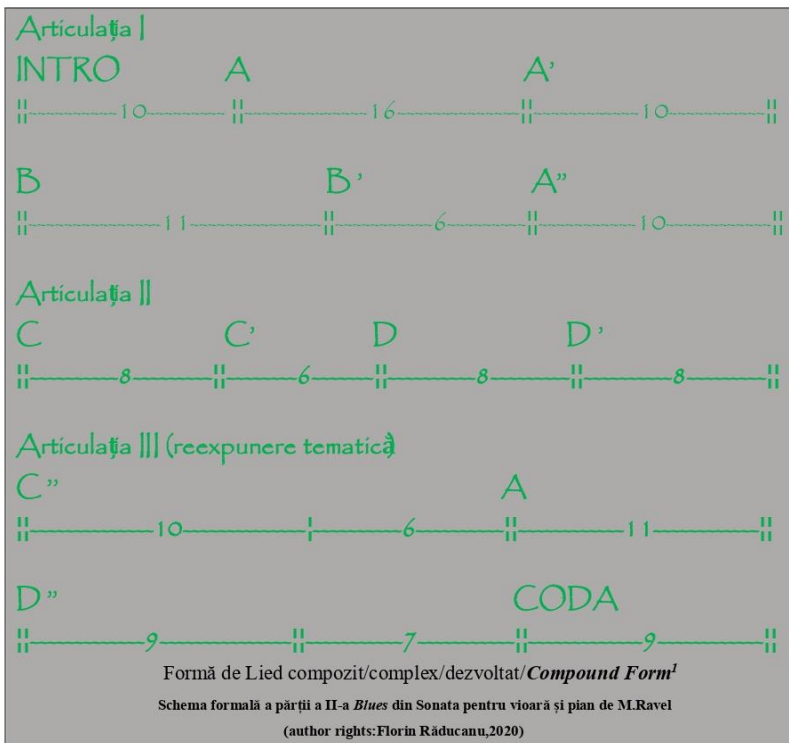 Articulația I
INTRO A A’
||----------10----------||----------16----------||----------10----------||
B B’ A”
||----------11----------||----------6----------||----------10----------||
Articulația II
C C’ D D’
||----------8----------||----------6----------||----------8----------||----------8----------||
Articulația III (reexpunere tematică)
C” A
||----------10----------¦----------6----------||----------11----------||
D” CODA
||----------9----------||----------7----------||----------9----------||
Formă de Lied compozit/complex/dezvoltat/Compound Form¹
Schema formală a părții a II-a Blues din Sonata pentru vioară și pian de M.Ravel
(author rights:Florin Răducanu,2020)